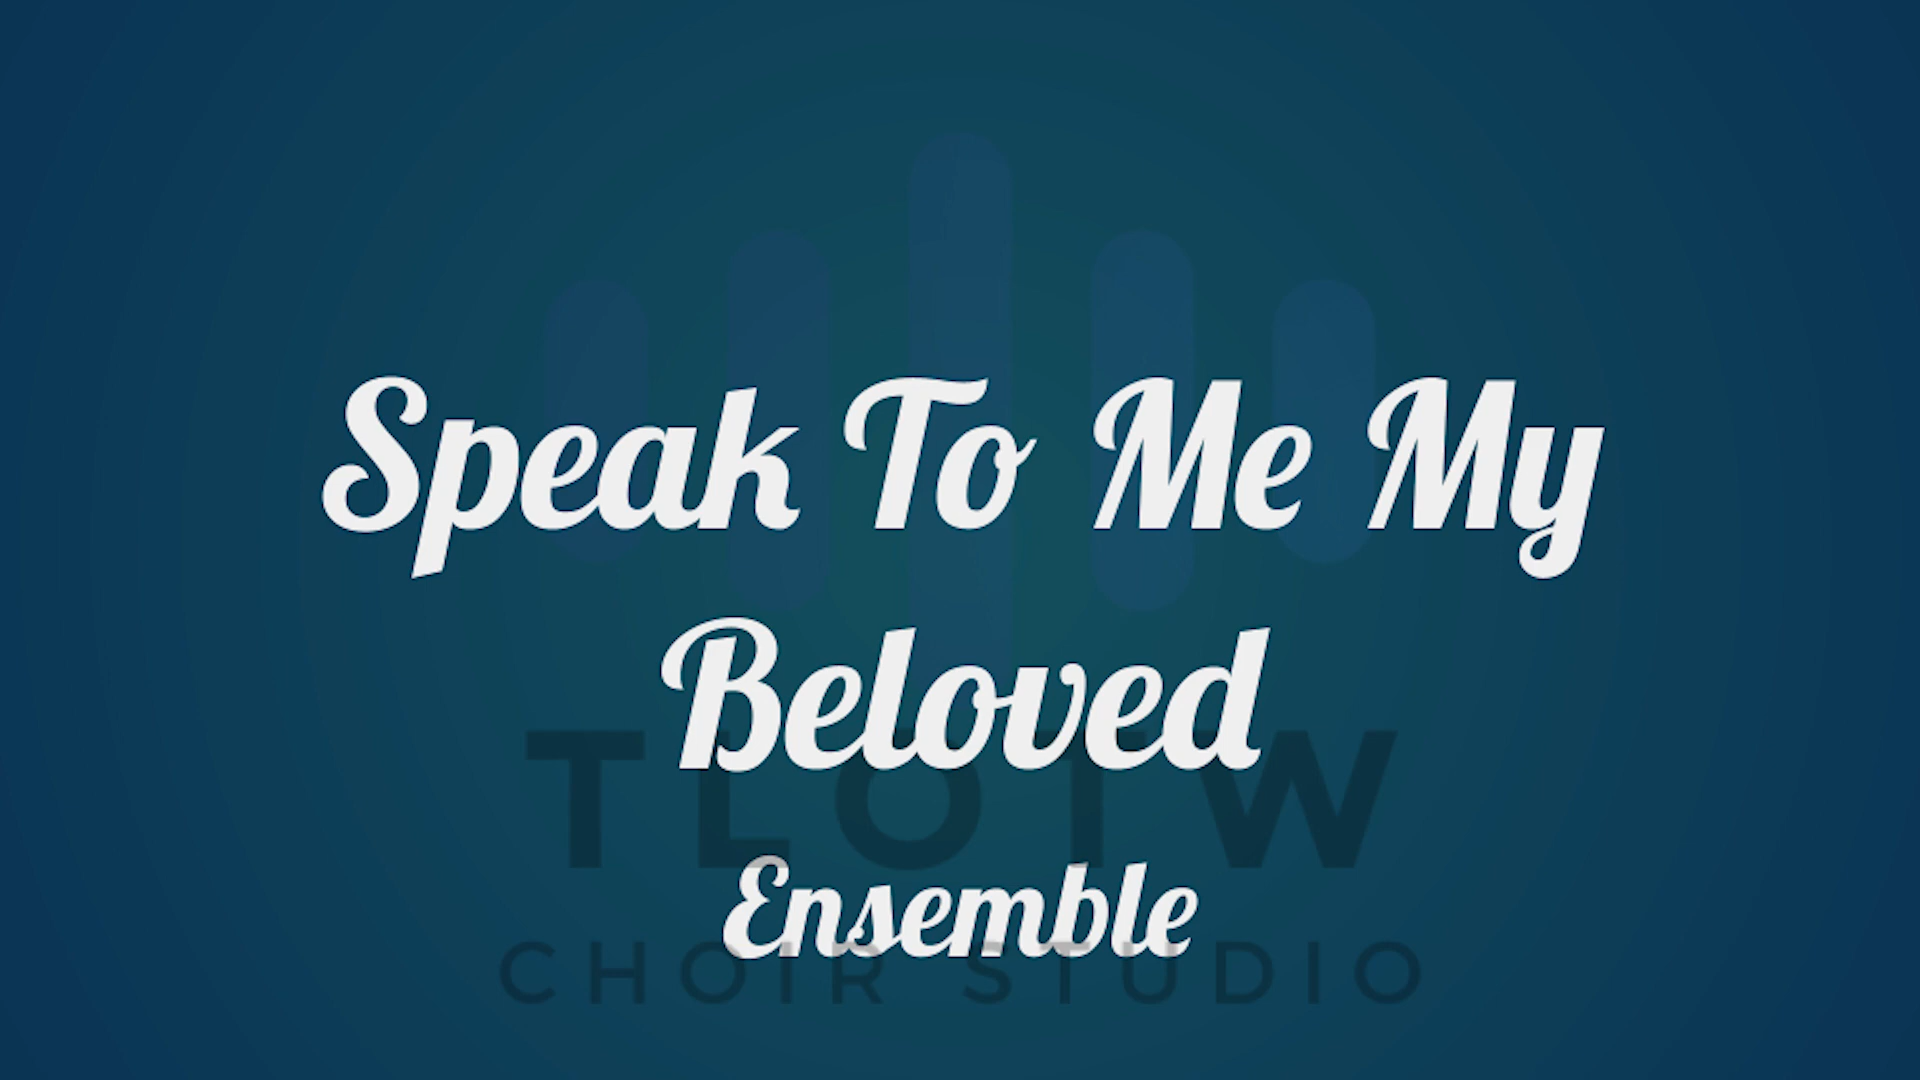 Speak To Me My
Beloved
TLOTW
Ensemble
CHOIR STUDIO